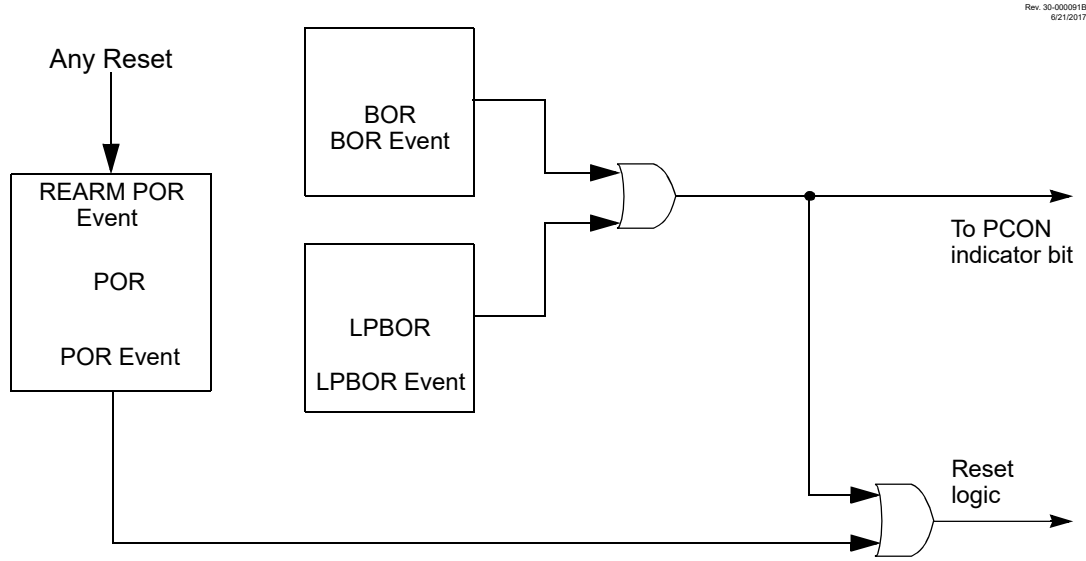 Rev. 30-000091B
6/21/2017
Any Reset
REARM POR
Event
POR
POR Event
BOR
BOR Event
LPBOR
LPBOR Event
To PCON
indicator bit
Reset
logic